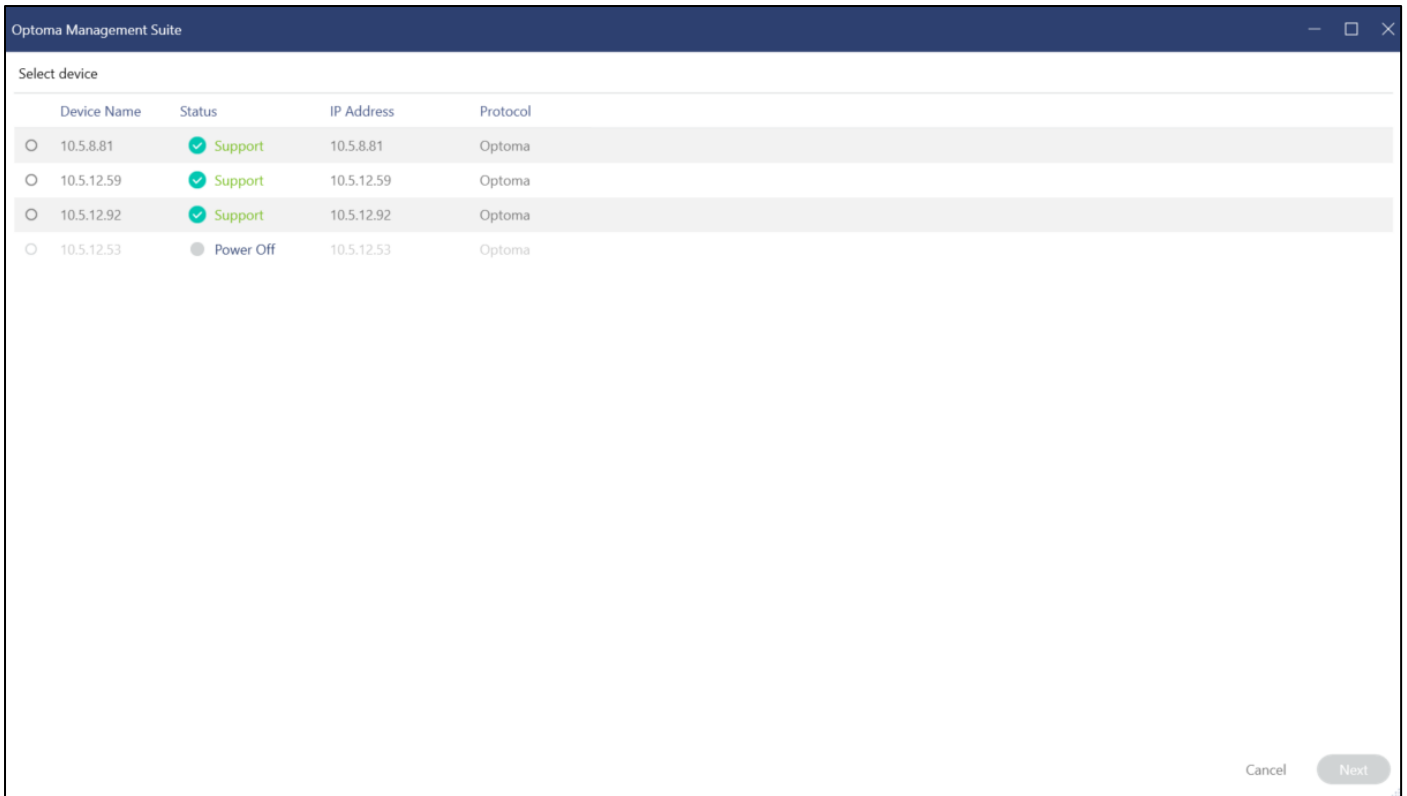 Optoma Management Suite
Select device
Device Name Status IP Address Protocol
10.5.8.81 Support 10.5.8.81 Optoma
10.5.12.59 Support 10.5.12.59 Optoma
10.5.12.92 Support 10.5.12.92 Optoma
10.5.12.53 Power Off 10.5.12.53 Optoma
Cancel Next